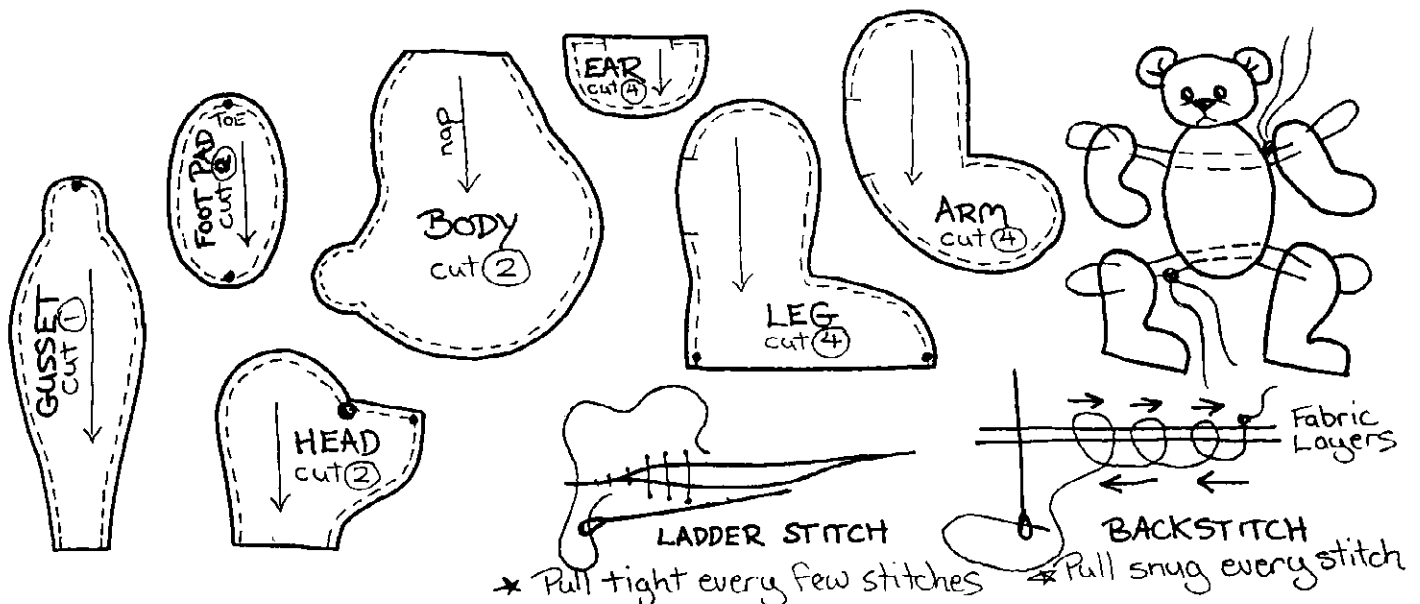 GUSSET
cut 1
TOE
FOOT PAD
cut 2
nap
BODY
cut 2
HEAD
cut 2
EAR
cut 4
LEG
cut 4
ARM
cut 4
LADDER STITCH
* Pull tight every few stitches
Fabric
Layers
BACKSTITCH
* Pull snug every stitch